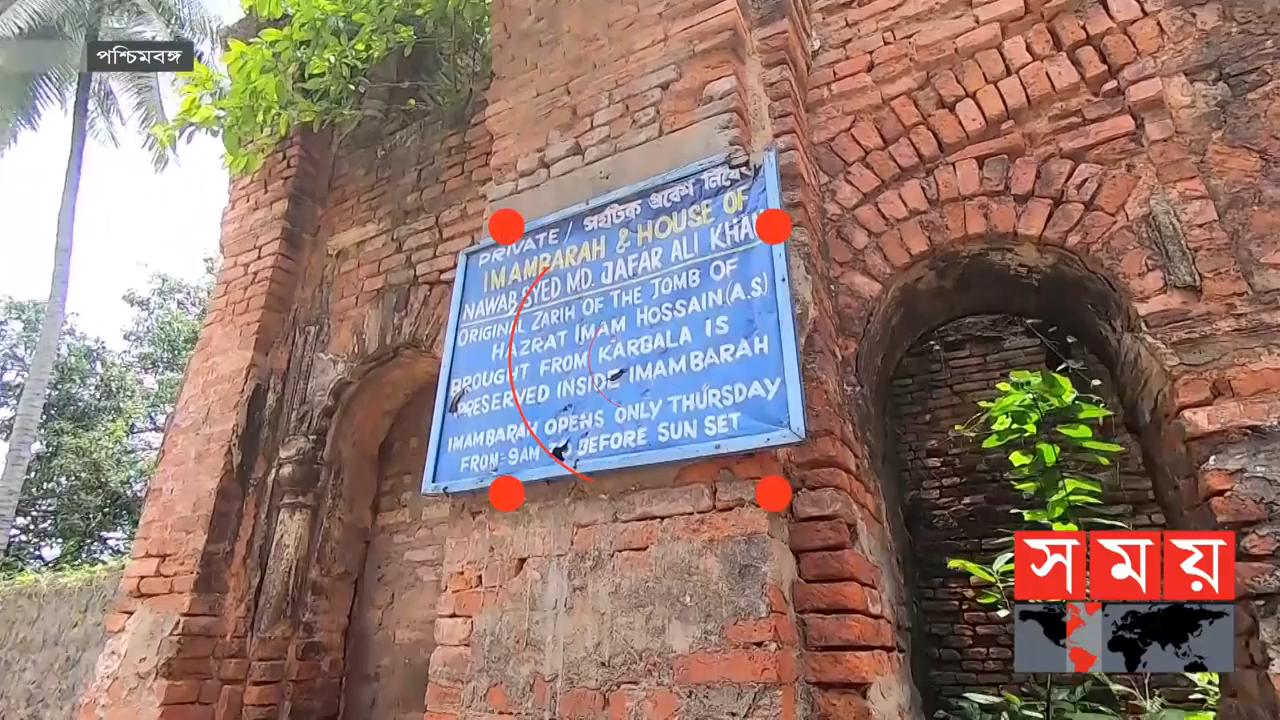 পশ্চিমবঙ্গ
PRIVATE / প্রবেশ নিষেধ
IMAMBARAH & HOUSE OF
NAWAB SYED MD. JAFAR ALI KHAN
ORIGINAL ZARIH OF THE TOMB OF
HAZRAT IMAM HOSSAIN (A.S)
BROUGHT FROM KARBALA IS
PRESERVED INSIDE IMAMBARAH
IMAMBARAH OPENS ONLY THURSDAY
FROM 9AM BEFORE SUN SET
সময়